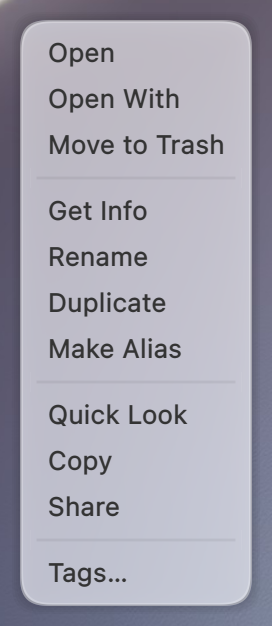 Open
Open With
Move to Trash
Get Info
Rename
Duplicate
Make Alias
Quick Look
Copy
Share
Tags...